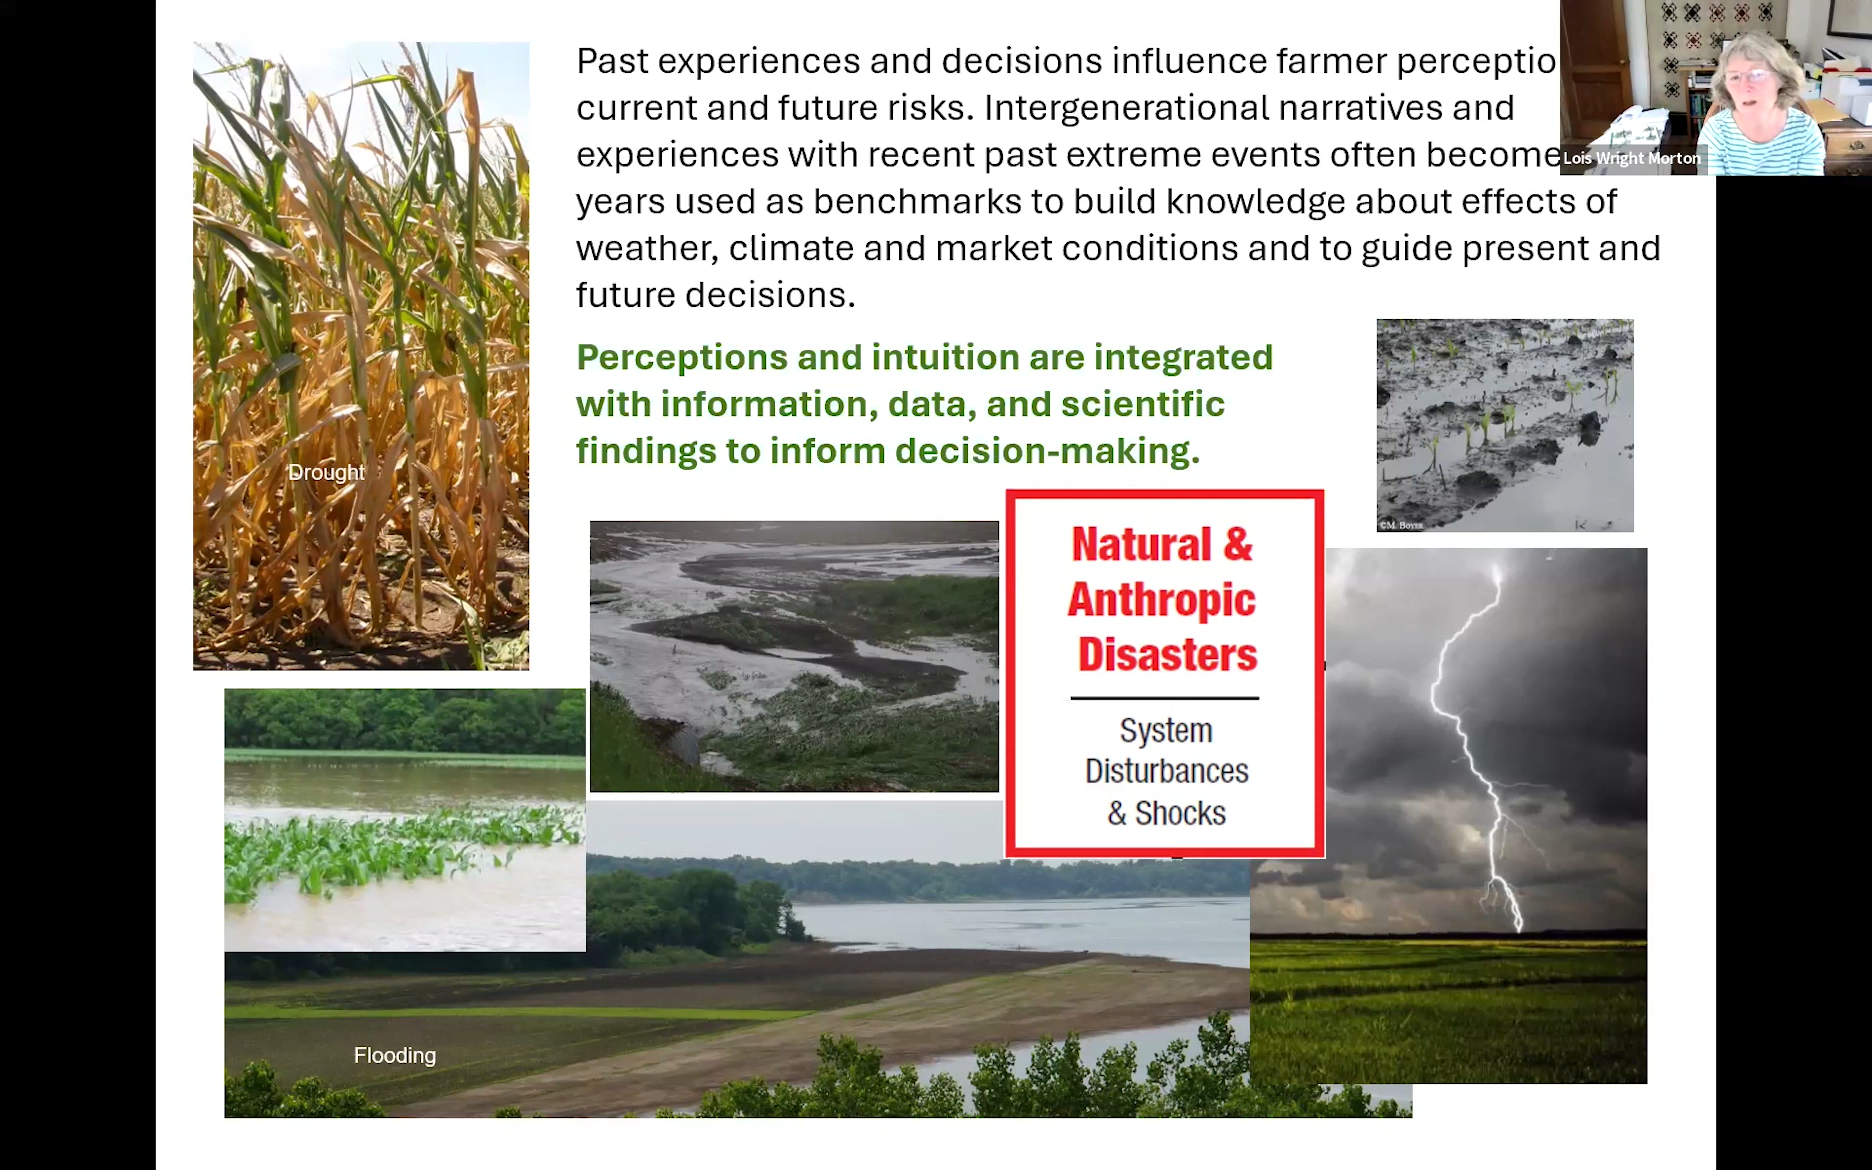 Past experiences and decisions influence farmer perceptio
current and future risks. Intergenerational narratives and
experiences with recent past extreme events often become
years used as benchmarks to build knowledge about effects of
weather, climate and market conditions and to guide present and
future decisions.
Lois Wright Morton
Perceptions and intuition are integrated
with information, data, and scientific
findings to inform decision-making.
Drought
©M. Boyer
Natural &
Anthropic
Disasters
System
Disturbances
& Shocks
Flooding